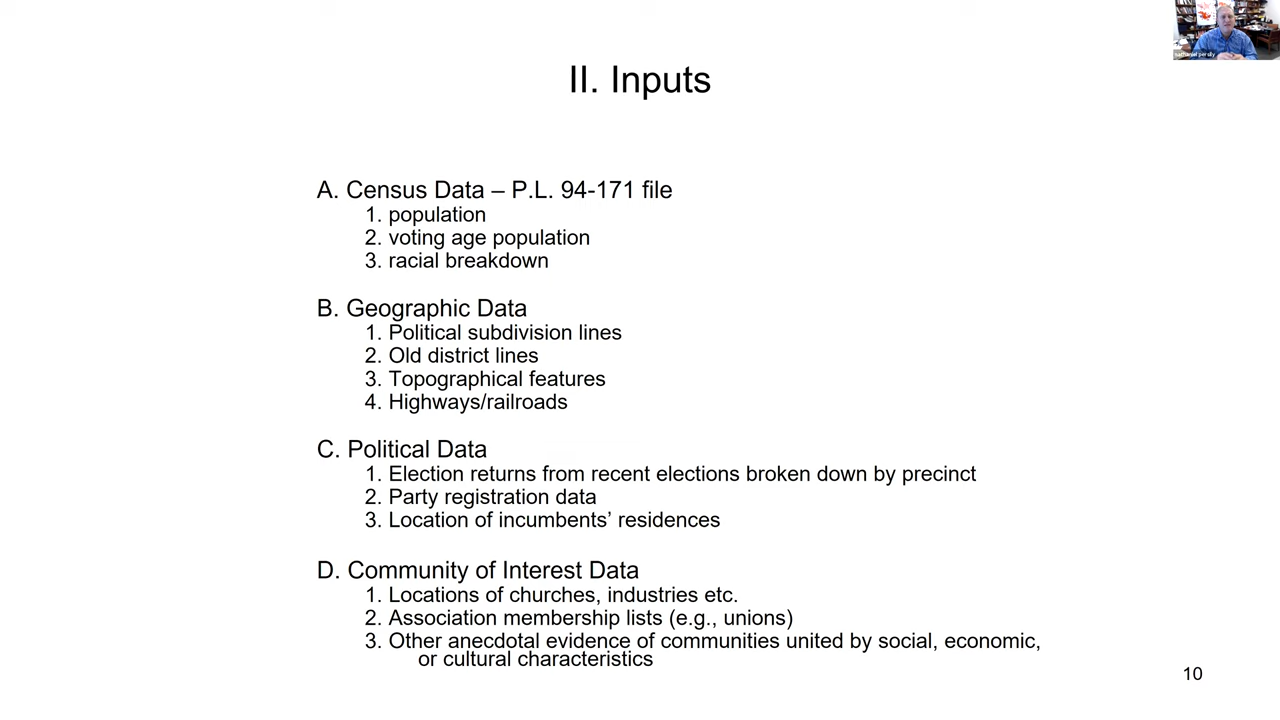 nathaniel persily
II. Inputs
A. Census Data – P.L. 94-171 file
1. population
2. voting age population
3. racial breakdown
B. Geographic Data
1. Political subdivision lines
2. Old district lines
3. Topographical features
4. Highways/railroads
C. Political Data
1. Election returns from recent elections broken down by precinct
2. Party registration data
3. Location of incumbents’ residences
D. Community of Interest Data
1. Locations of churches, industries etc.
2. Association membership lists (e.g., unions)
3. Other anecdotal evidence of communities united by social, economic,
or cultural characteristics
10